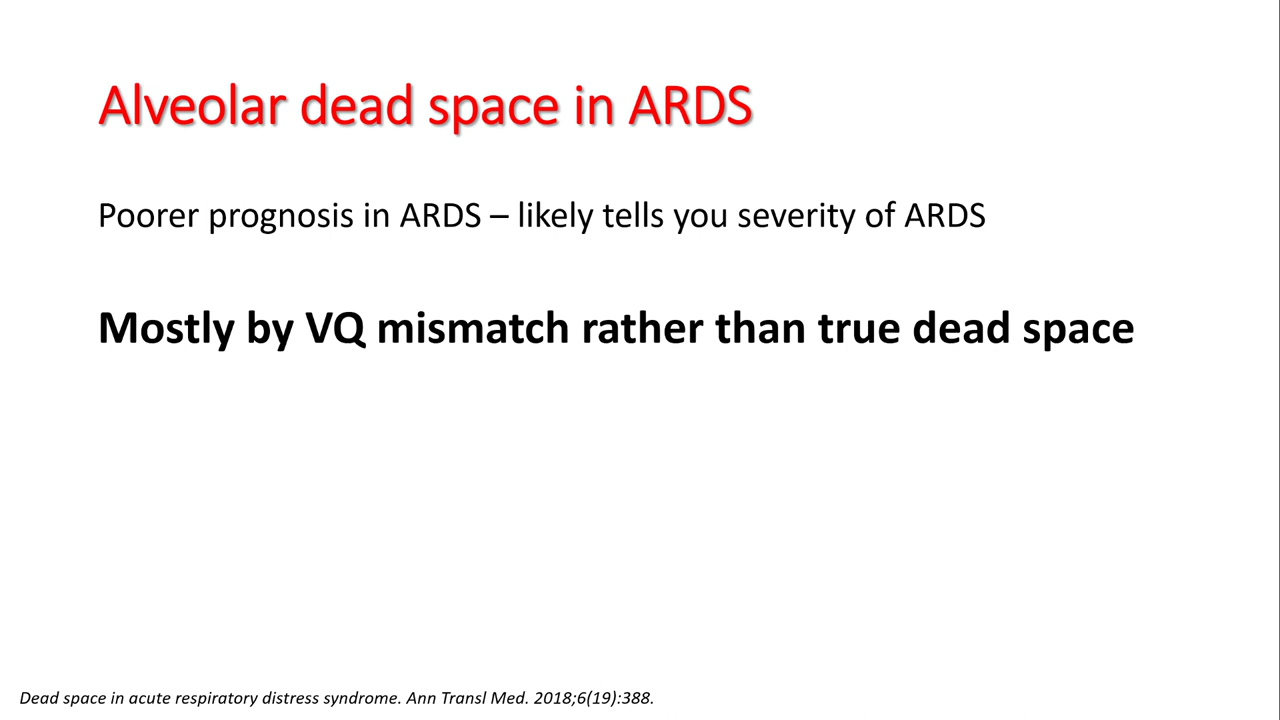 Alveolar dead space in ARDS
Poorer prognosis in ARDS – likely tells you severity of ARDS
Mostly by VQ mismatch rather than true dead space
Dead space in acute respiratory distress syndrome. Ann Transl Med. 2018;6(19):388.